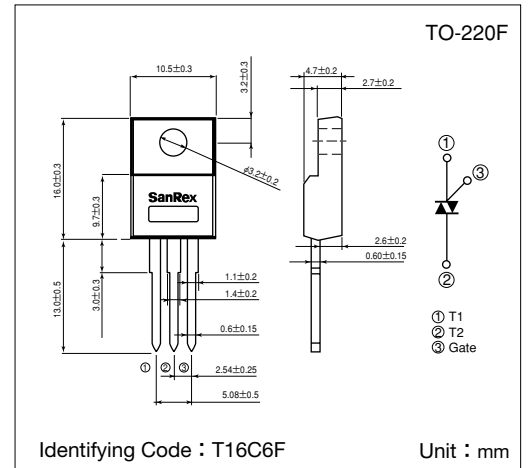 TO-220F
10.5±0.3
3.2±0.3
4.7±0.2
2.7±0.2
16.0±0.3
9.7±0.3
φ3.2±0.2
SanRex
13.0±0.5
3.0±0.3
1.1±0.2
1.4±0.2
0.6±0.15
2.54±0.25
5.08±0.5
① ② ③
2.6±0.2
0.60±0.15
①
③
②
① T1
② T2
③ Gate
Identifying Code：T16C6F
Unit：mm